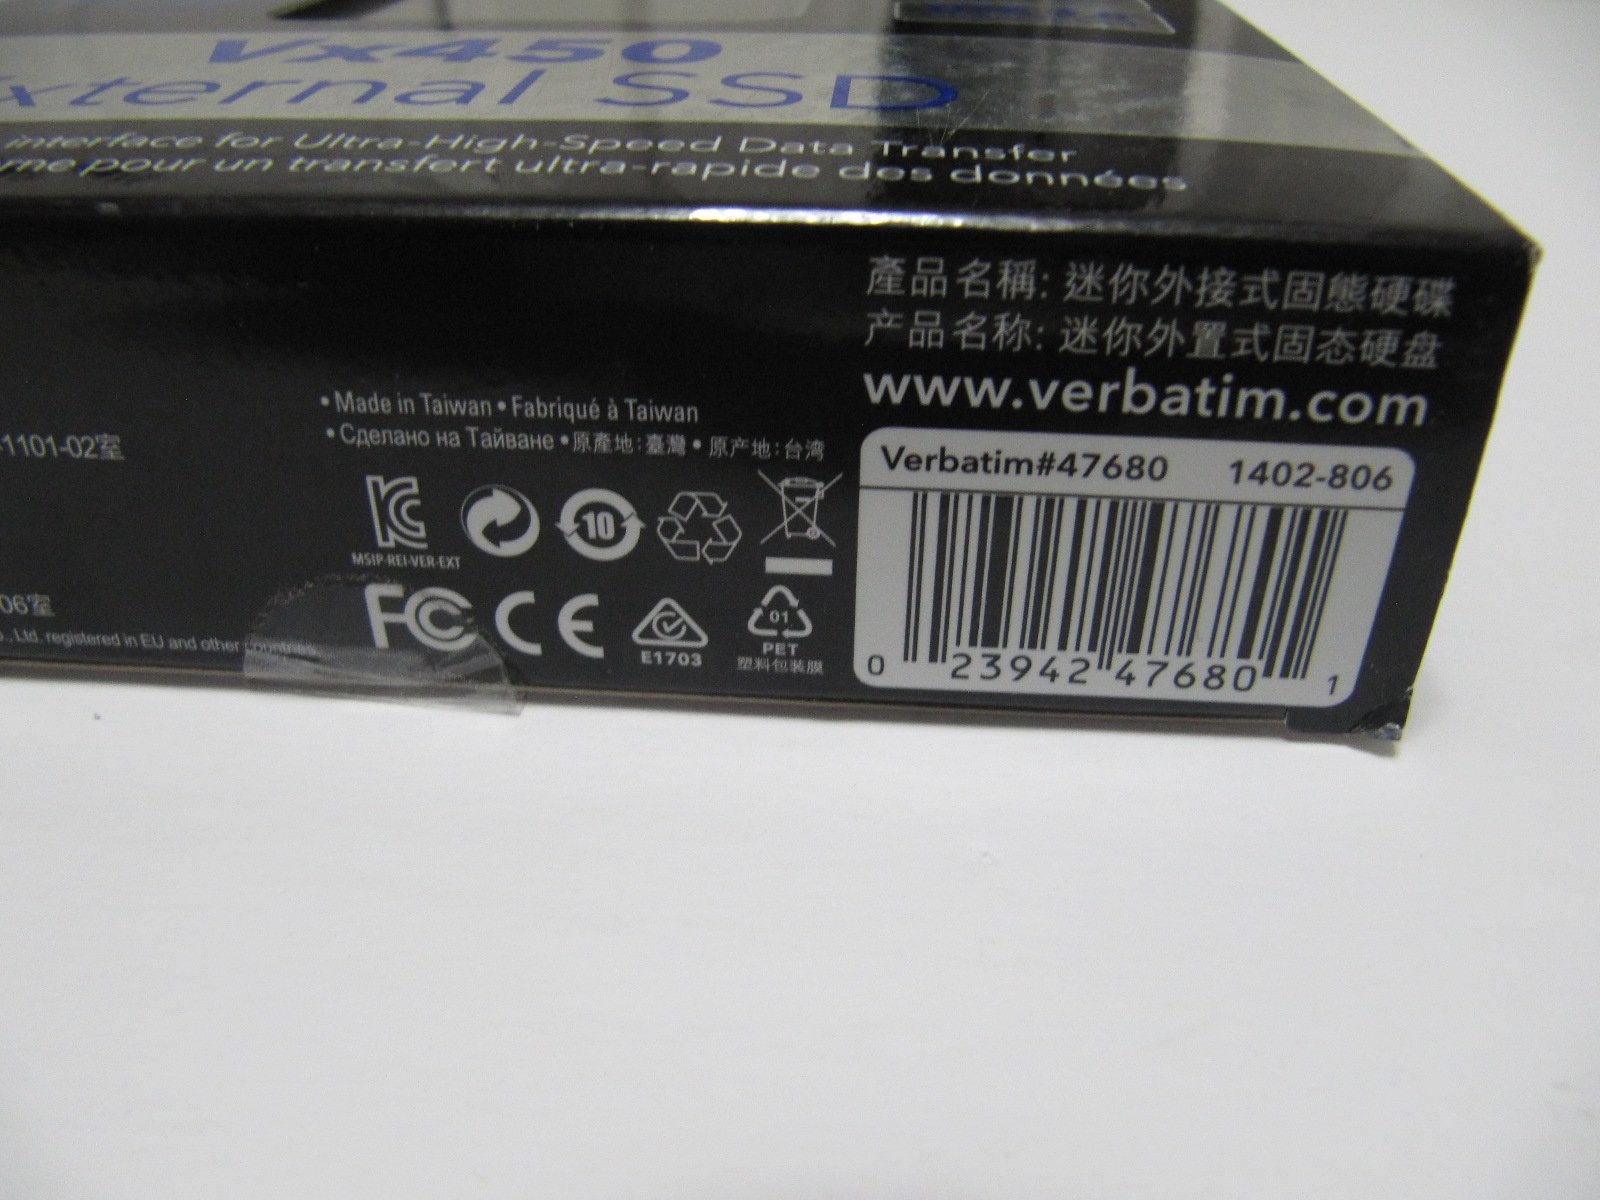 Vx450
External SSD
interface for Ultra-High-Speed Data Transfer
pour un transfert ultra-rapide des données
產品名稱: 迷你外接式固態硬碟
产品名称: 迷你外置式固态硬盘
www.verbatim.com
• Made in Taiwan • Fabriqué à Taiwan
• Сделано на Тайване • 原產地: 臺灣 • 原产地: 台湾
1101-02室
Verbatim#47680 1402-806
MSIP-REI-VER-EXT
10
FC CE
E1703
01
PET
塑料包装膜
06室
Ltd. registered in EU and other countries.
0 23942 47680 1